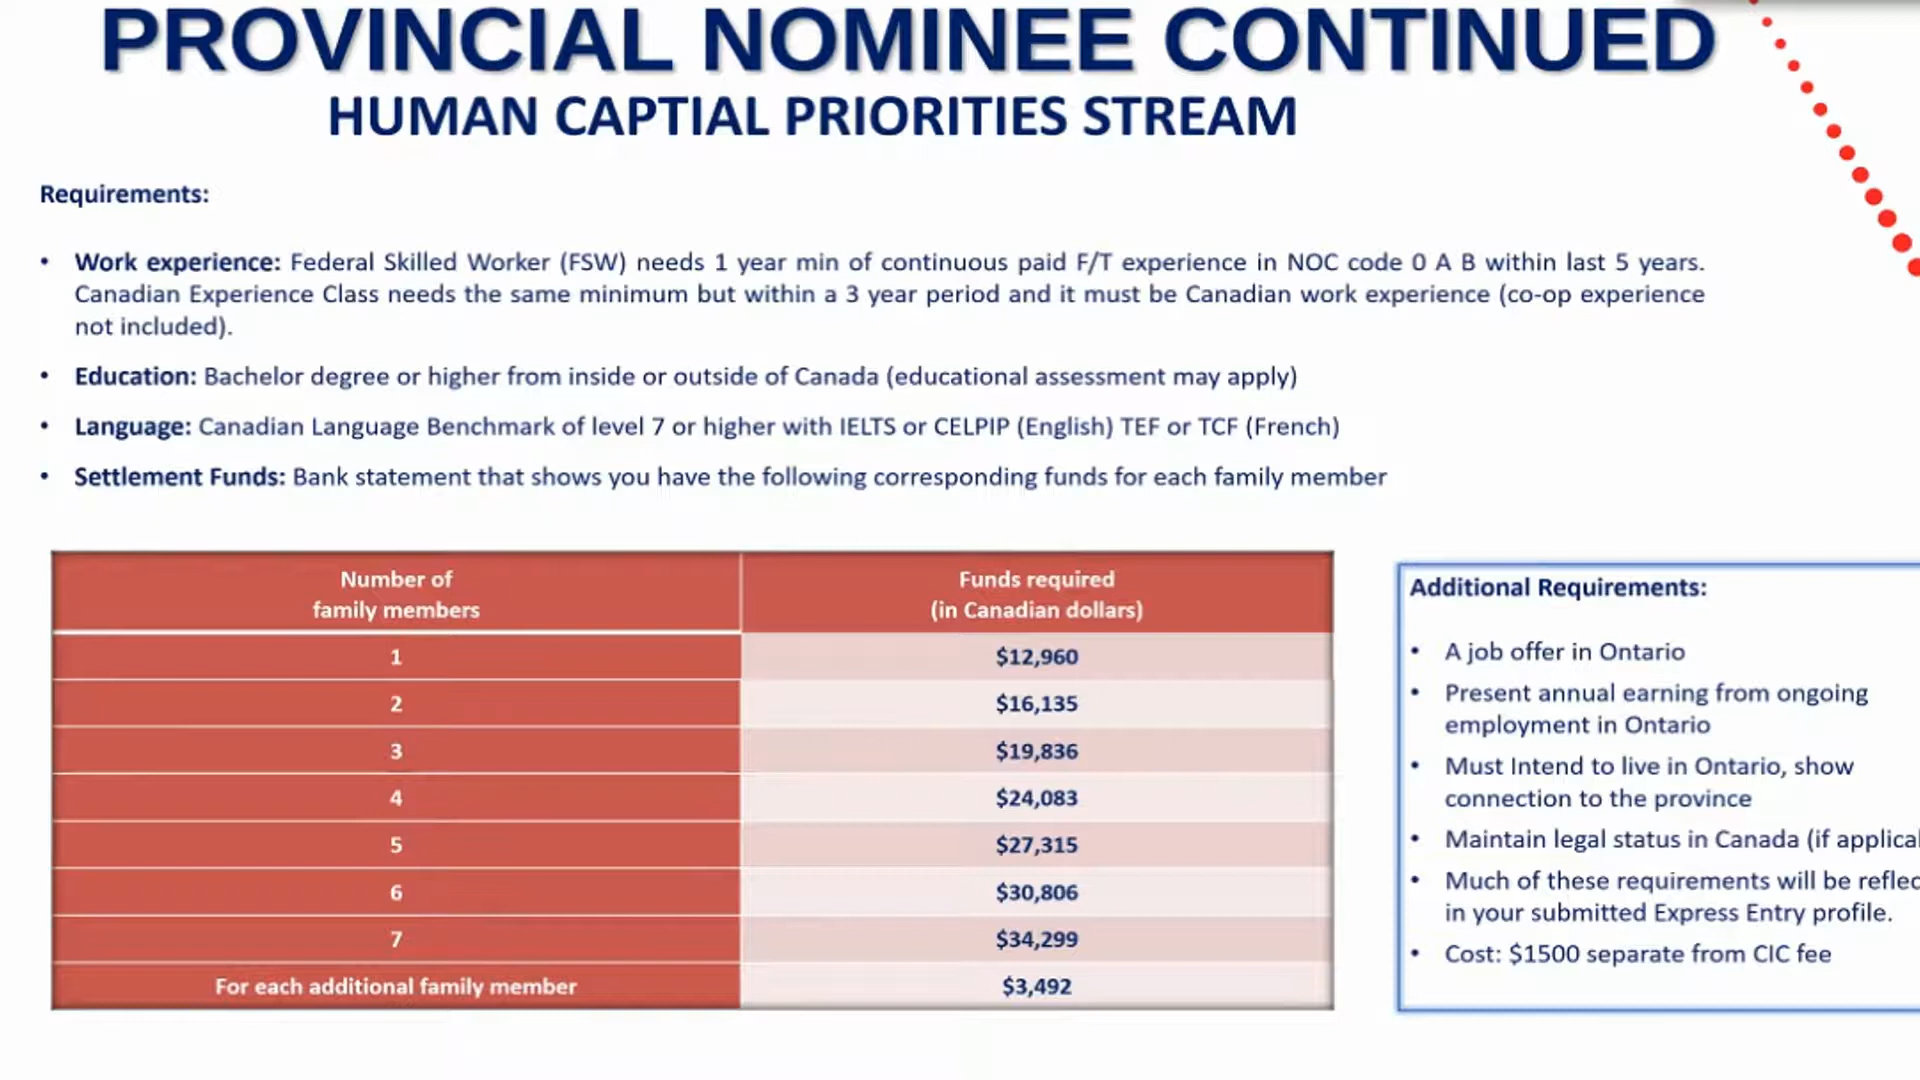 PROVINCIAL NOMINEE CONTINUED
HUMAN CAPTIAL PRIORITIES STREAM
Requirements:
• Work experience: Federal Skilled Worker (FSW) needs 1 year min of continuous paid F/T experience in NOC code 0 A B within last 5 years.
Canadian Experience Class needs the same minimum but within a 3 year period and it must be Canadian work experience (co-op experience
not included).
• Education: Bachelor degree or higher from inside or outside of Canada (educational assessment may apply)
• Language: Canadian Language Benchmark of level 7 or higher with IELTS or CELPIP (English) TEF or TCF (French)
• Settlement Funds: Bank statement that shows you have the following corresponding funds for each family member
Number of
family members
Funds required
(in Canadian dollars)
1 $12,960
2 $16,135
3 $19,836
4 $24,083
5 $27,315
6 $30,806
7 $34,299
For each additional family member $3,492
Additional Requirements:
• A job offer in Ontario
• Present annual earning from ongoing
employment in Ontario
• Must Intend to live in Ontario, show
connection to the province
• Maintain legal status in Canada (if
• Much of these requirements will be
in your submitted Express Entry profile.
• Cost: $1500 separate from CIC fee